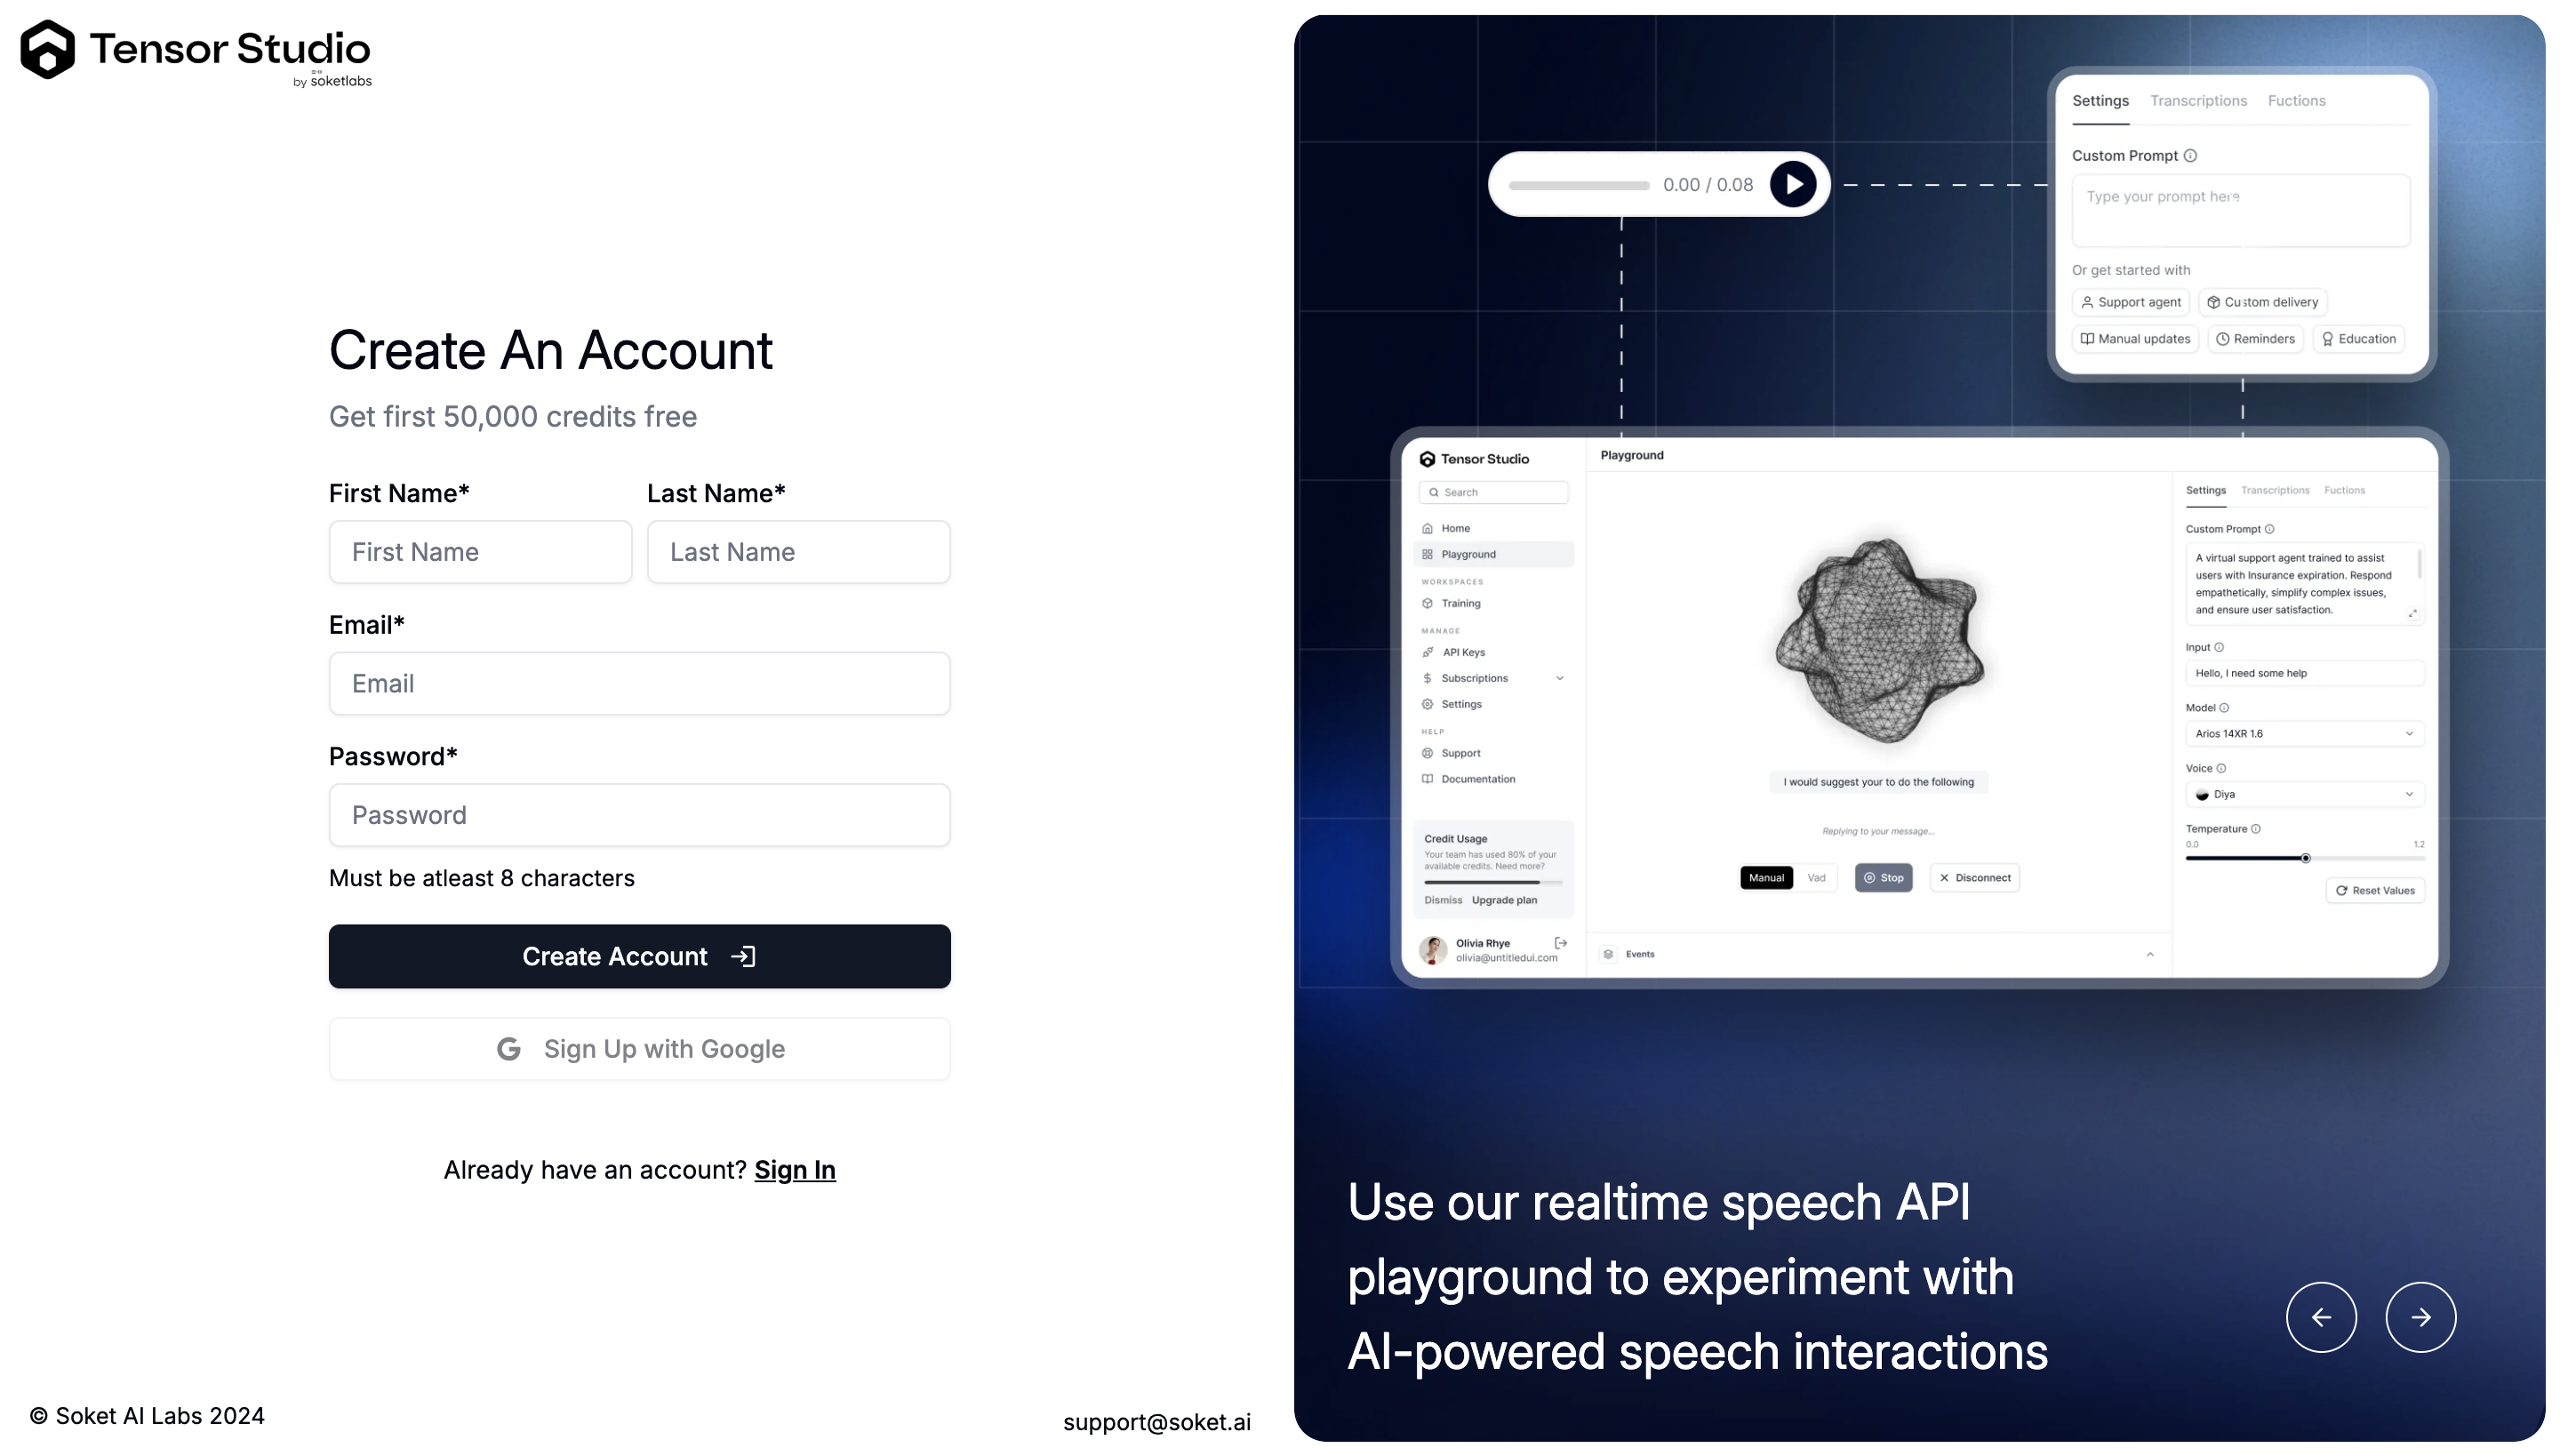 Tensor Studio
by soketlabs
Create An Account
Get first 50,000 credits free
First Name* Last Name*
First Name Last Name
Email*
Email
Password*
Password
Must be atleast 8 characters
Create Account
Sign Up with Google
Already have an account? Sign In
© Soket AI Labs 2024
support@soket.ai
0.00 / 0.08
Settings Transcriptions Fuctions
Custom Prompt
Type your prompt here
Or get started with
Support agent Custom delivery
Manual updates Reminders Education
Tensor Studio
Search
Home
Playground
WORKSPACES
Training
MANAGE
API Keys
Subscriptions
Settings
HELP
Support
Documentation
Credit Usage
Your team has used 80% of your
available credits. Need more?
Dismiss Upgrade plan
Olivia Rhye
olivia@untitledui.com
Playground
I would suggest your to do the following
Replying to your message...
Manual Vad Stop Disconnect
Events
Settings Transcriptions Fuctions
Custom Prompt
A virtual support agent trained to assist
users with Insurance expiration. Respond
empathetically, simplify complex issues,
and ensure user satisfaction.
Input
Hello, I need some help
Model
Arios 14XR 1.6
Voice
Diya
Temperature
0.0 1.2
Reset Values
Use our realtime speech API
playground to experiment with
AI-powered speech interactions